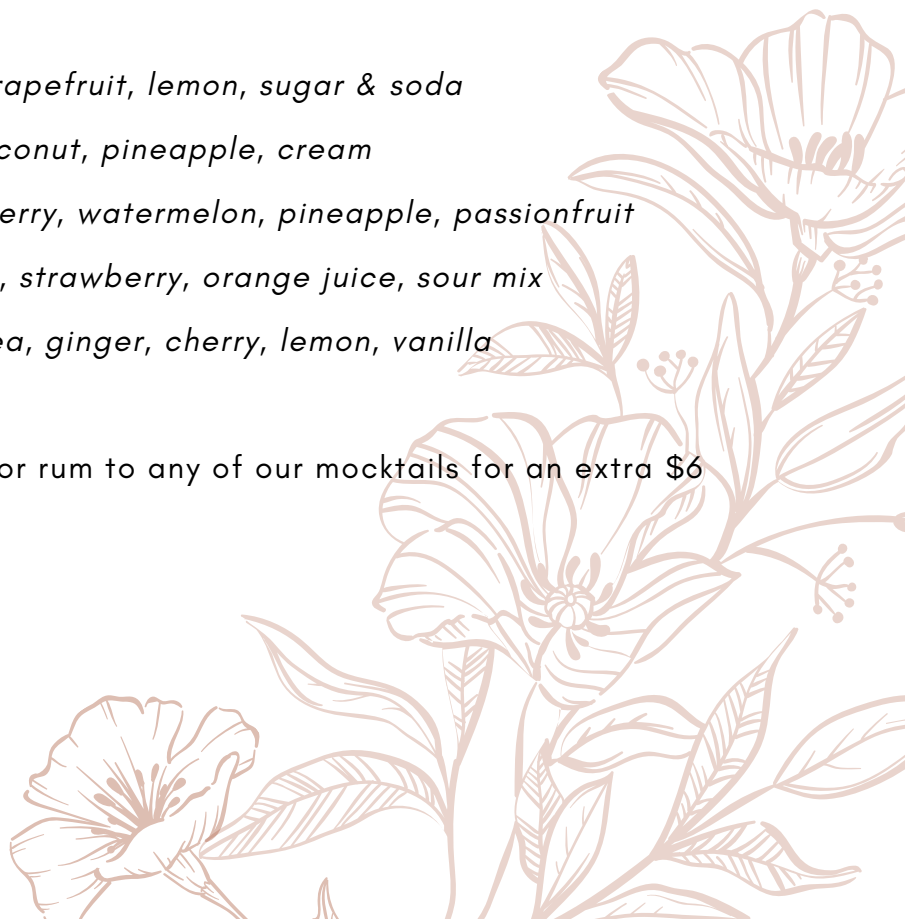 rapefruit, lemon, sugar & soda
conut, pineapple, cream
erry, watermelon, pineapple, passionfruit
, strawberry, orange juice, sour mix
ea, ginger, cherry, lemon, vanilla
or rum to any of our mocktails for an extra $6